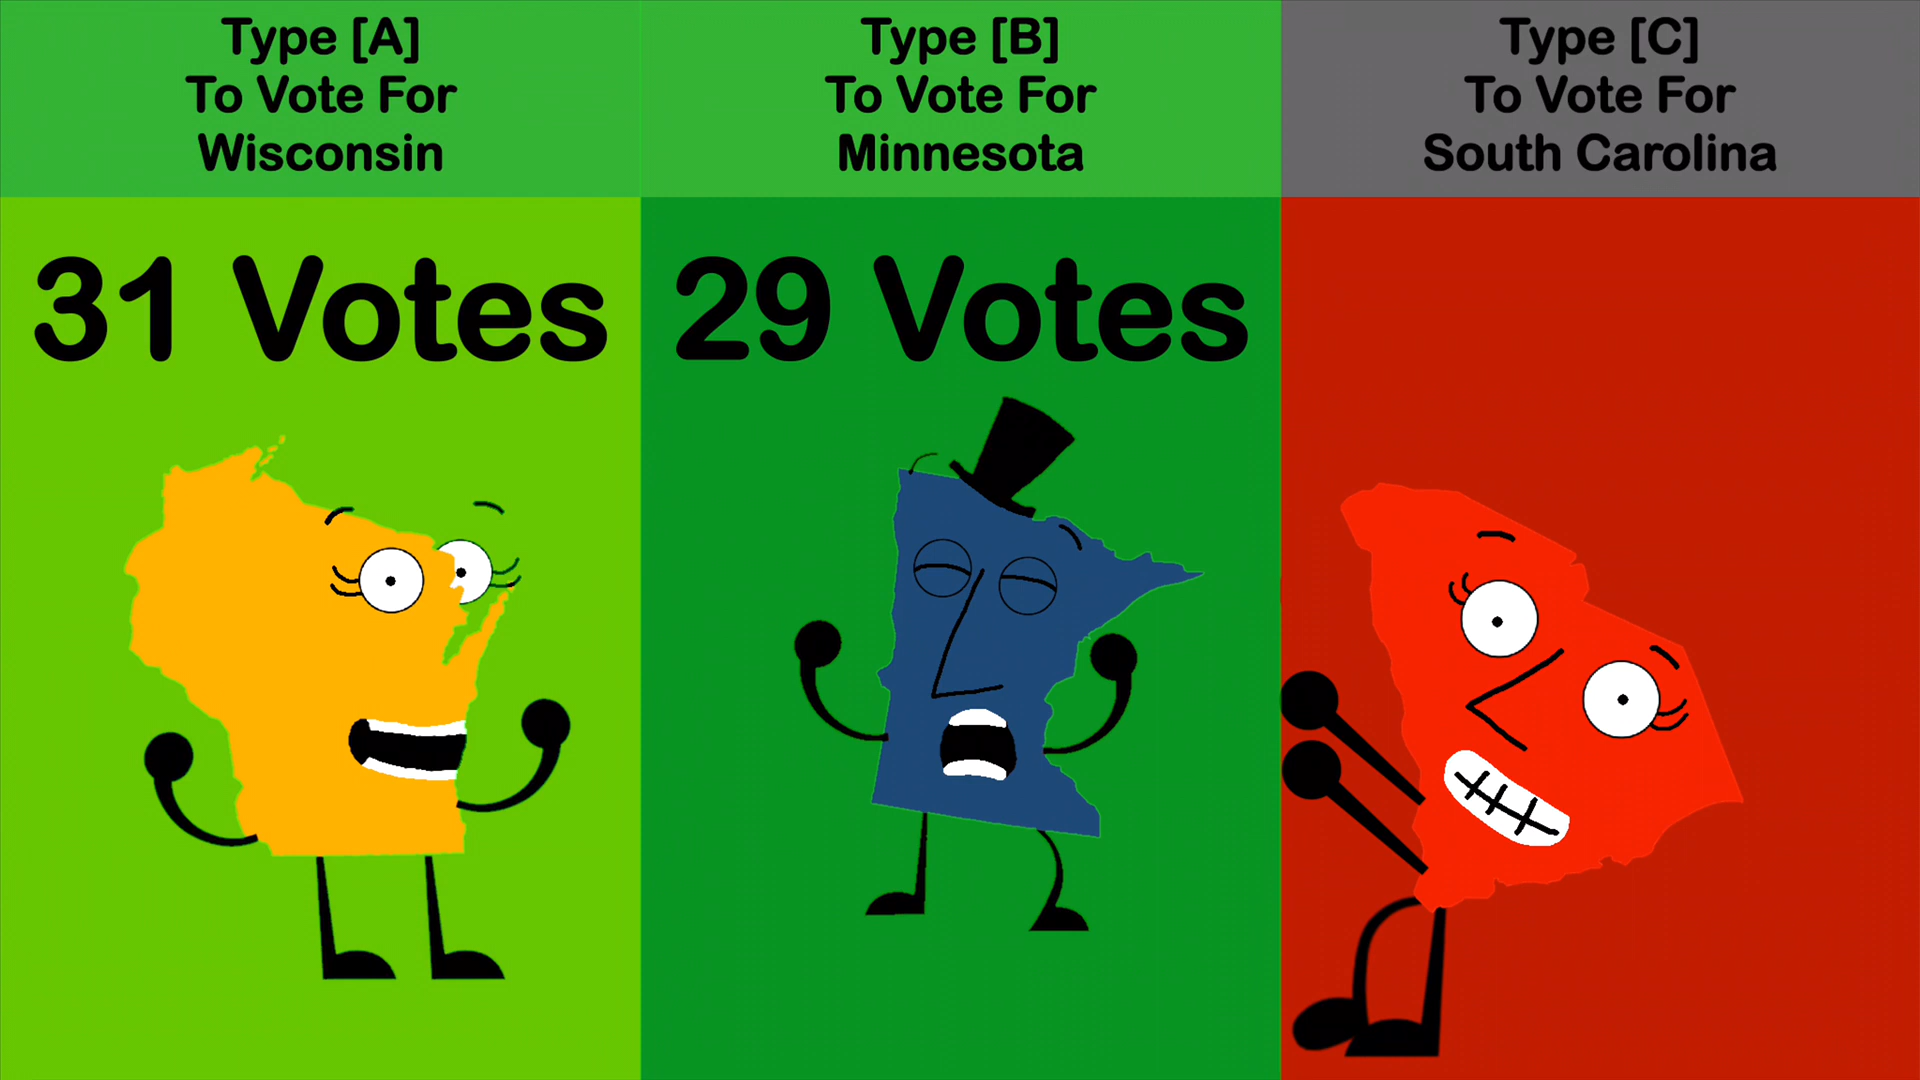 Type [A]
To Vote For
Wisconsin
31 Votes
Type [B]
To Vote For
Minnesota
29 Votes
Type [C]
To Vote For
South Carolina